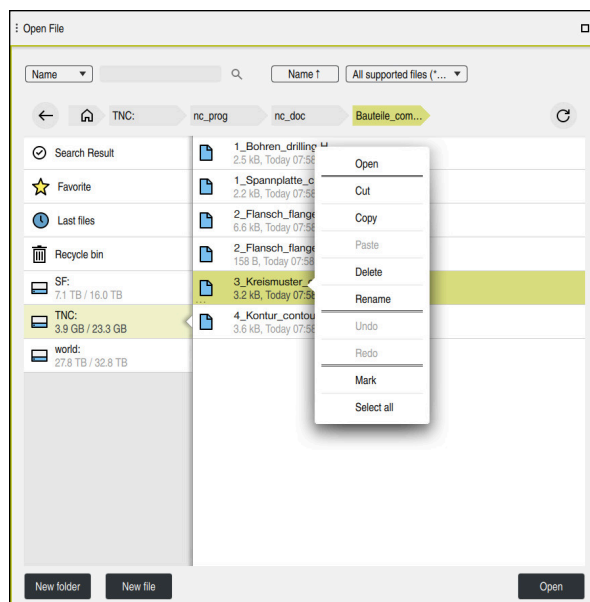 Open File
Name
Name ↑
All supported files (*...
TNC:
nc_prog
nc_doc
Bauteile_com...
Search Result
Favorite
Last files
Recycle bin
SF:
7.1 TB / 16.0 TB
TNC:
3.9 GB / 23.3 GB
world:
27.8 TB / 32.8 TB
1_Bohren_drilling.H
2.5 kB, Today 07:58
1_Spannplatte_c
2.2 kB, Today 07:58
2_Flansch_flange
6.6 kB, Today 07:58
2_Flansch_flange
158 B, Today 07:58
3_Kreismuster_
3.2 kB, Today 07:58
4_Kontur_contou
3.6 kB, Today 07:58
Open
Cut
Copy
Paste
Delete
Rename
Undo
Redo
Mark
Select all
New folder
New file
Open